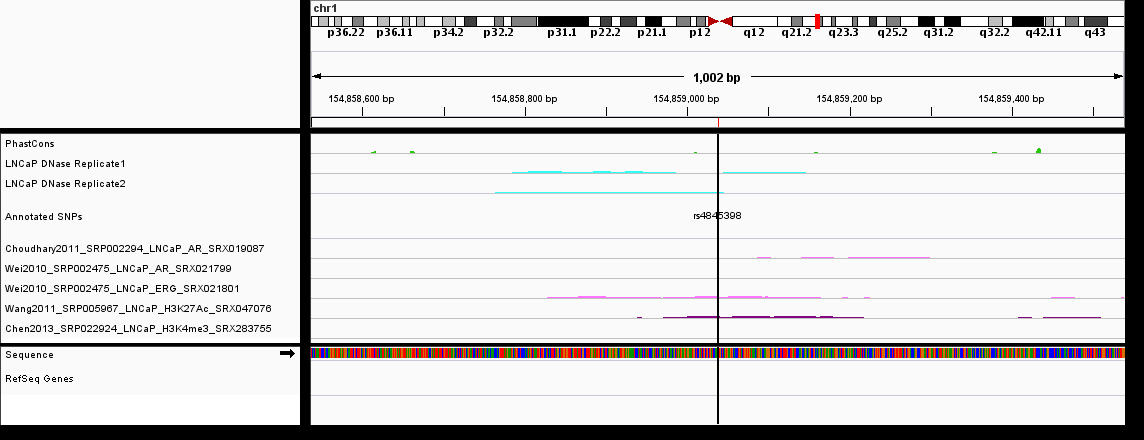 chr1
p36.22 p36.11 p34.2 p32.2 p31.1 p22.2 p21.1 p12 q12 q21.2 q23.3 q25.2 q31.2 q32.2 q42.11 q43
1,002 bp
154,858,600 bp 154,858,800 bp 154,859,000 bp 154,859,200 bp 154,859,400 bp
PhastCons
LNCaP DNase Replicate1
LNCaP DNase Replicate2
Annotated SNPs
rs4845398
Choudhary2011_SRP002294_LNCaP_AR_SRX019087
Wei2010_SRP002475_LNCaP_AR_SRX021799
Wei2010_SRP002475_LNCaP_ERG_SRX021801
Wang2011_SRP005967_LNCaP_H3K27Ac_SRX047076
Chen2013_SRP022924_LNCaP_H3K4me3_SRX283755
Sequence
RefSeq Genes